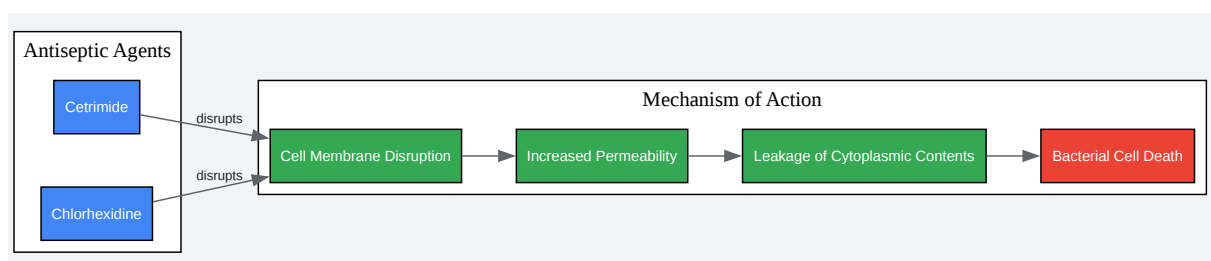 Antiseptic Agents
Cetrimide
Chlorhexidine
disrupts
disrupts
Mechanism of Action
Cell Membrane Disruption
Increased Permeability
Leakage of Cytoplasmic Contents
Bacterial Cell Death